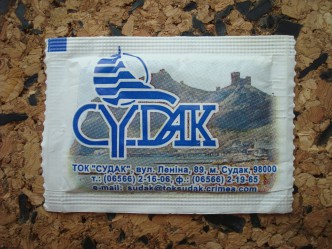 СУДАК
ТОК "СУДАК", вул. Леніна, 89, м. Судак, 98000
т.: (06566) 2-16-06, ф.: (06566) 2-19-65
e-mail: sudak@toksudak.crimea.com